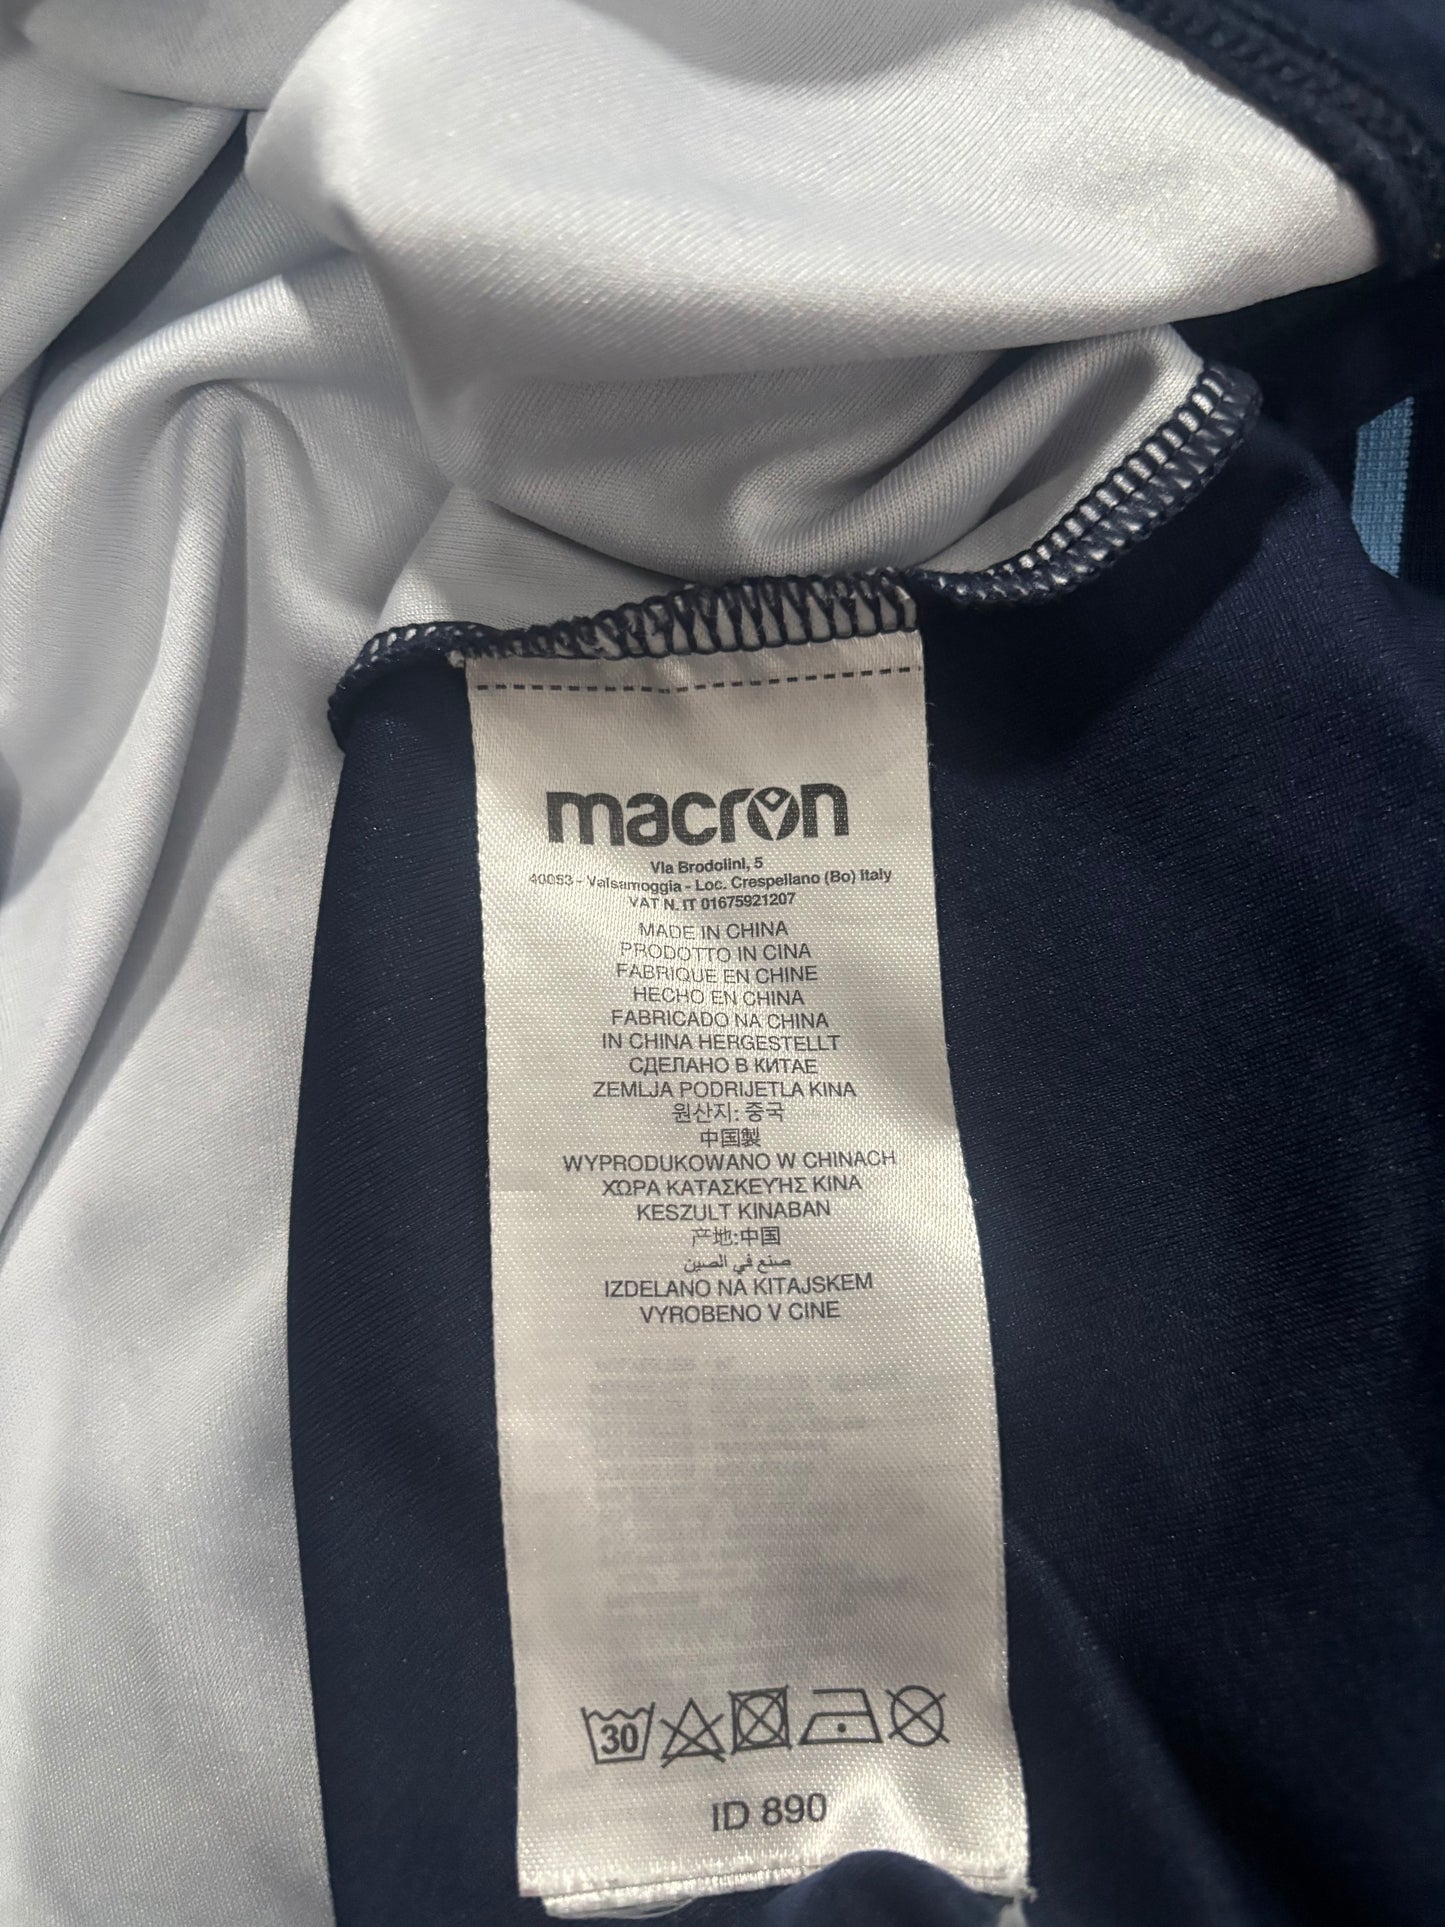 macron
Via Brodolini, 5
40053 - Valsamoggia - Loc. Crespellano (Bo) Italy
VAT N. IT 01675921207
MADE IN CHINA
PRODOTTO IN CINA
FABRIQUE EN CHINE
HECHO EN CHINA
FABRICADO NA CHINA
IN CHINA HERGESTELLT
СДЕЛАНО В КИТАЕ
ZEMLJA PODRIJETLA KINA
원산지: 중국
中国製
WYPRODUKOWANO W CHINACH
ΧΩΡΑ ΚΑΤΑΣΚΕΥΉΣ ΚΙΝΑ
KESZULT KINABAN
产地:中国
صنع في الصين
IZDELANO NA KITAJSKEM
VYROBENO V CINE
30
ID 890